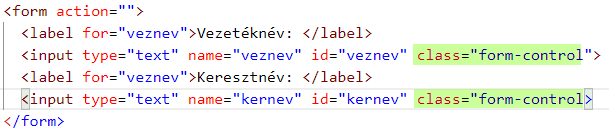 <form action="">
<label for="veznev">Vezetéknév: </label>
<input type="text" name="veznev" id="veznev" class="form-control">
<label for="veznev">Keresztnév: </label>
<input type="text" name="kernev" id="kernev" class="form-control>
</form>